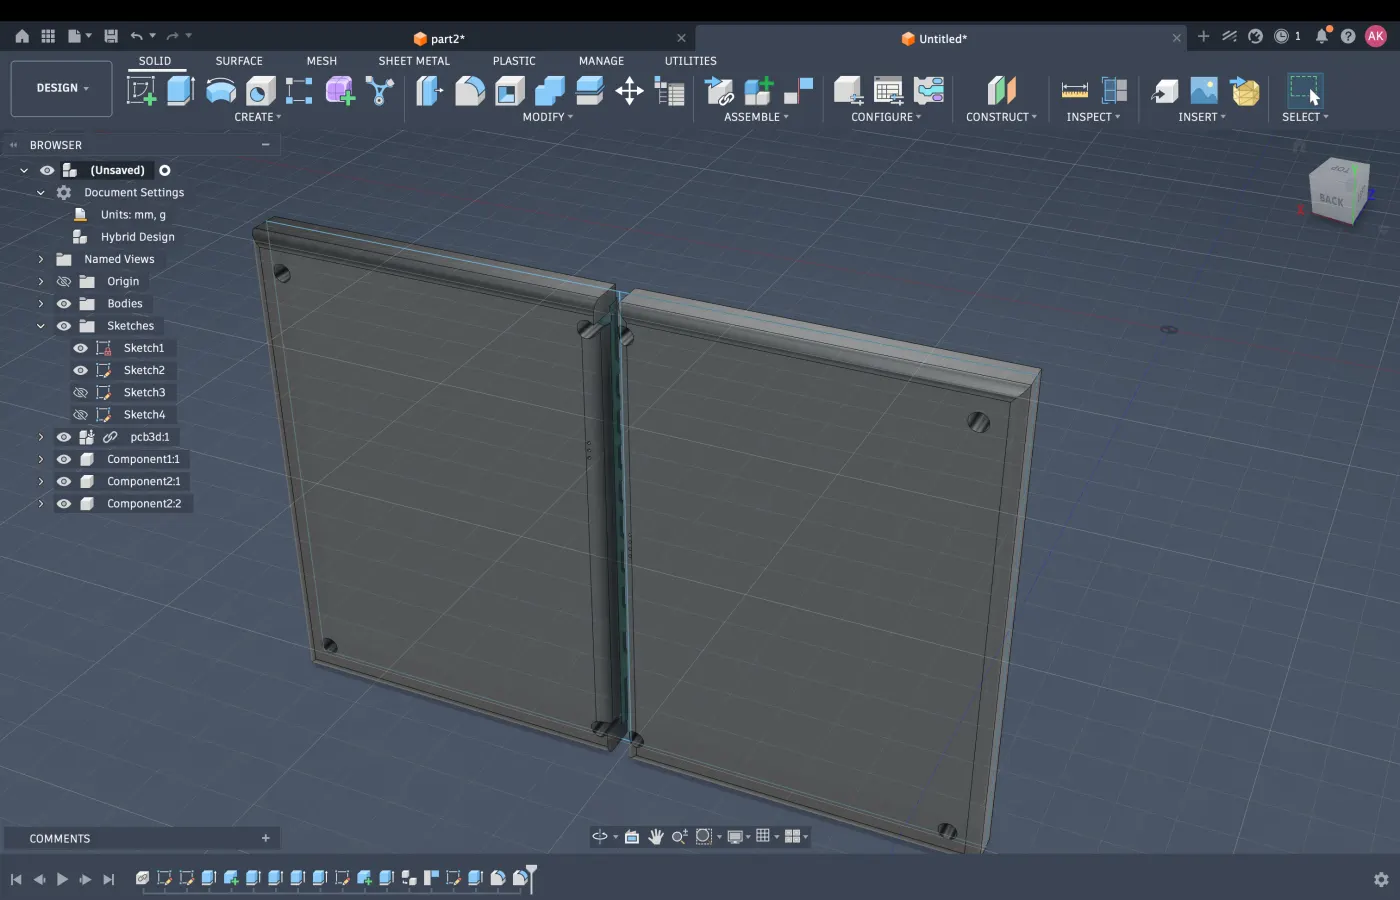 part2*
Untitled*
1
AK
DESIGN
SOLID
SURFACE
MESH
SHEET METAL
PLASTIC
MANAGE
UTILITIES
CREATE
MODIFY
ASSEMBLE
CONFIGURE
CONSTRUCT
INSPECT
INSERT
SELECT
BROWSER
(Unsaved)
Document Settings
Units: mm, g
Hybrid Design
Named Views
Origin
Bodies
Sketches
Sketch1
Sketch2
Sketch3
Sketch4
pcb3d:1
Component1:1
Component2:1
Component2:2
TOP
BACK
X
Z
COMMENTS